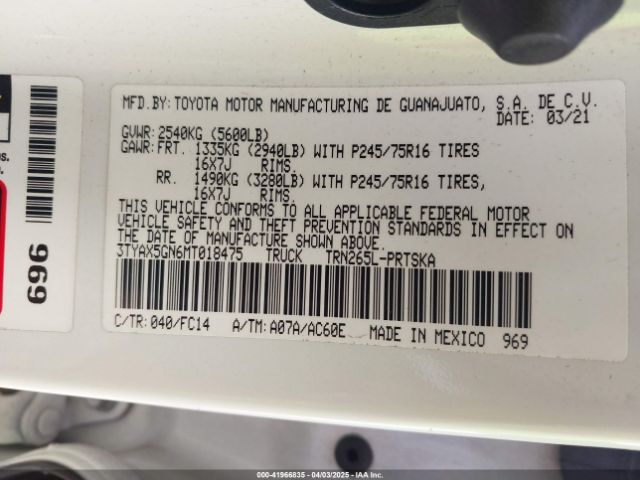 MFD.BY: TOYOTA MOTOR MANUFACTURING DE GUANAJUATO, S.A. DE C.V.
DATE: 03/21
GVWR: 2540KG (5600LB)
GAWR: FRT. 1335KG (2940LB) WITH P245/75R16 TIRES
16X7J RIMS.
RR. 1490KG (3280LB) WITH P245/75R16 TIRES,
16X7J RIMS.
THIS VEHICLE CONFORMS TO ALL APPLICABLE FEDERAL MOTOR
VEHICLE SAFETY AND THEFT PREVENTION STANDARDS IN EFFECT ON
THE DATE OF MANUFACTURE SHOWN ABOVE.
3TYAX5GN6MT018475 TRUCK TRN265L-PRTSKA
C/TR: 040/FC14 A/TM: A07A/AC60E MADE IN MEXICO 969
969
000-41966835 04/03/2025 IAA Inc.